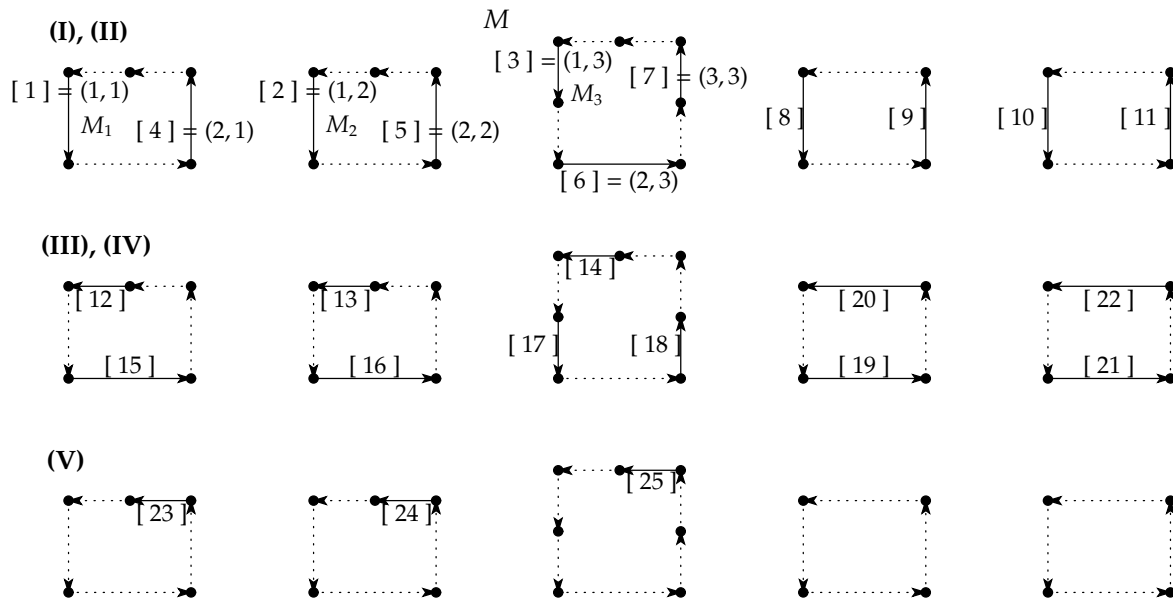 (I), (II)
M
[ 1 ] = (1, 1)
[ 2 ] = (1, 2)
[ 3 ] = (1, 3)
[ 7 ] = (3, 3)
M3
M1
[ 4 ] = (2, 1)
M2
[ 5 ] = (2, 2)
[ 8 ]
[ 9 ]
[ 10 ]
[ 11 ]
[ 6 ] = (2, 3)
(III), (IV)
[ 12 ]
[ 13 ]
[ 14 ]
[ 20 ]
[ 22 ]
[ 15 ]
[ 16 ]
[ 17 ]
[ 18 ]
[ 19 ]
[ 21 ]
(V)
[ 23 ]
[ 24 ]
[ 25 ]